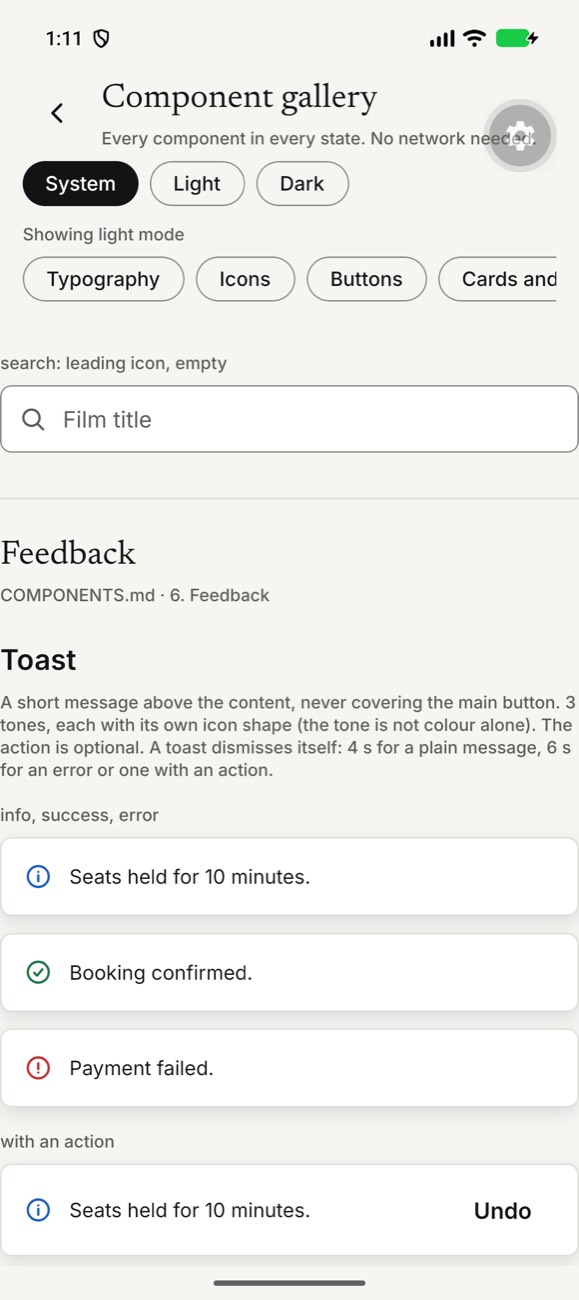 1:11
Component gallery
Every component in every state. No network needed.
System
Light
Dark
Showing light mode
Typography
Icons
Buttons
Cards and
search: leading icon, empty
Film title
Feedback
COMPONENTS.md · 6. Feedback
Toast
A short message above the content, never covering the main button. 3
tones, each with its own icon shape (the tone is not colour alone). The
action is optional. A toast dismisses itself: 4 s for a plain message, 6 s
for an error or one with an action.
info, success, error
Seats held for 10 minutes.
Booking confirmed.
Payment failed.
with an action
Seats held for 10 minutes.
Undo